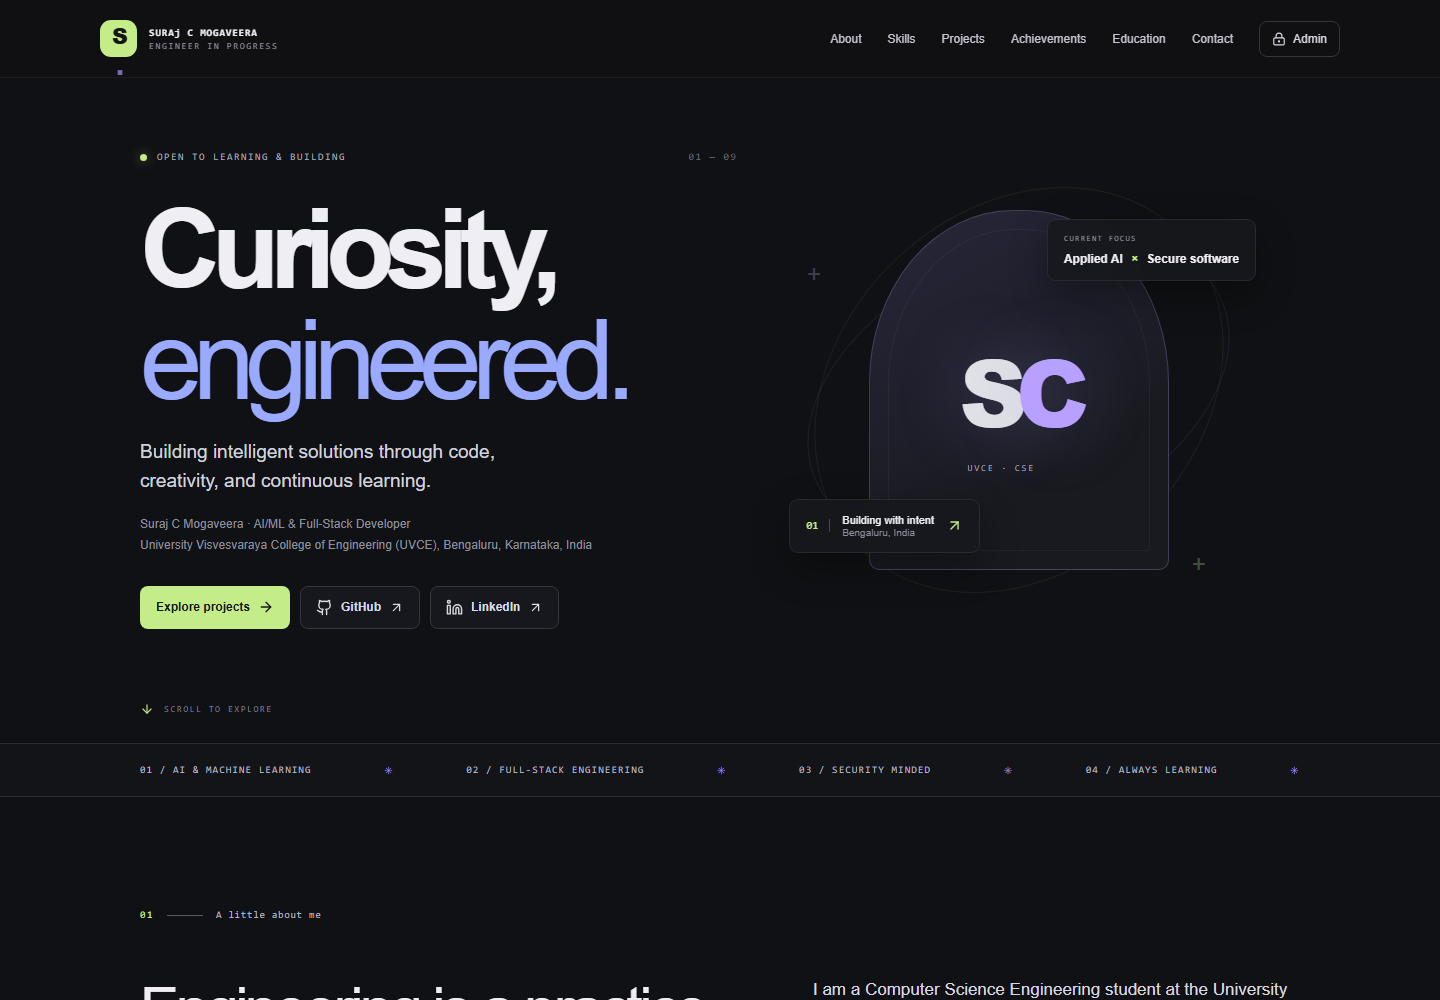 S
SURAj C MOGAVEERA
ENGINEER IN PROGRESS
About
Skills
Projects
Achievements
Education
Contact
Admin
OPEN TO LEARNING & BUILDING
01 — 09
Curiosity,
engineered.
Building intelligent solutions through code,
creativity, and continuous learning.
Suraj C Mogaveera · AI/ML & Full-Stack Developer
University Visvesvaraya College of Engineering (UVCE), Bengaluru, Karnataka, India
Explore projects
GitHub
LinkedIn
CURRENT FOCUS
Applied AI × Secure software
sc
UVCE · CSE
01
Building with intent
Bengaluru, India
SCROLL TO EXPLORE
01 / AI & MACHINE LEARNING
02 / FULL-STACK ENGINEERING
03 / SECURITY MINDED
04 / ALWAYS LEARNING
01
A little about me
Engineering is a practice
I am a Computer Science Engineering student at the University